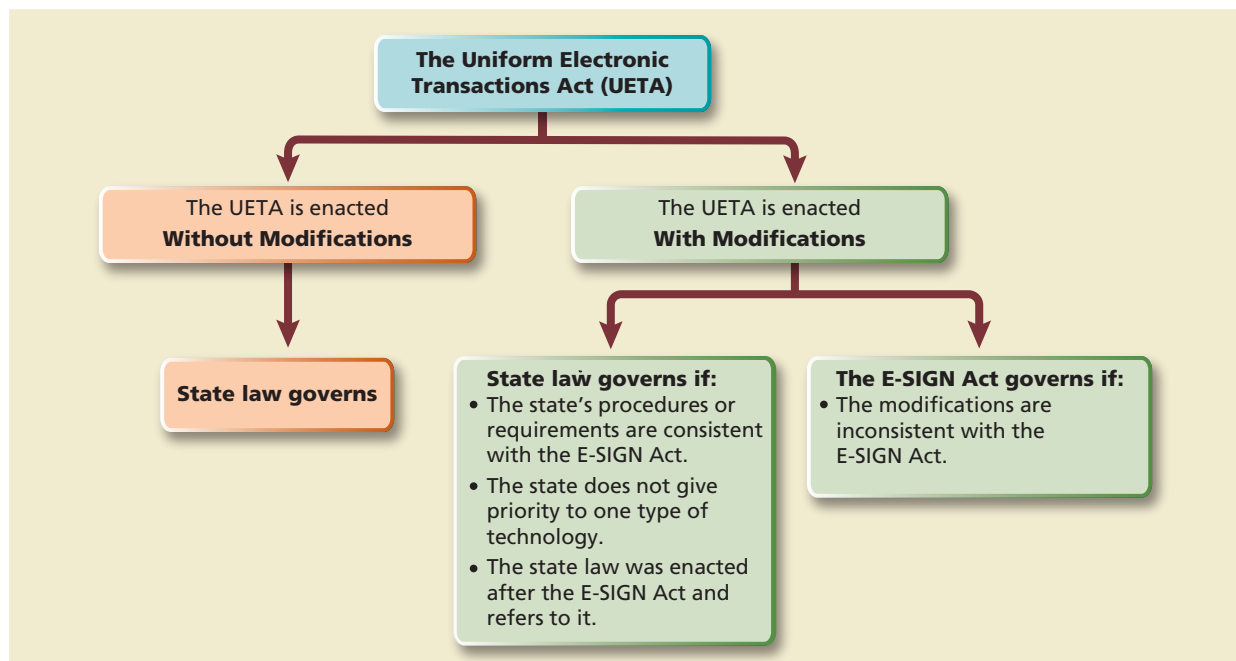 The Uniform Electronic
Transactions Act (UETA)
The UETA is enacted
Without Modifications
The UETA is enacted
With Modifications
State law governs
State law governs if:
• The state's procedures or
requirements are consistent
with the E-SIGN Act.
• The state does not give
priority to one type of
technology.
• The state law was enacted
after the E-SIGN Act and
refers to it.
The E-SIGN Act governs if:
• The modifications are
inconsistent with the
E-SIGN Act.